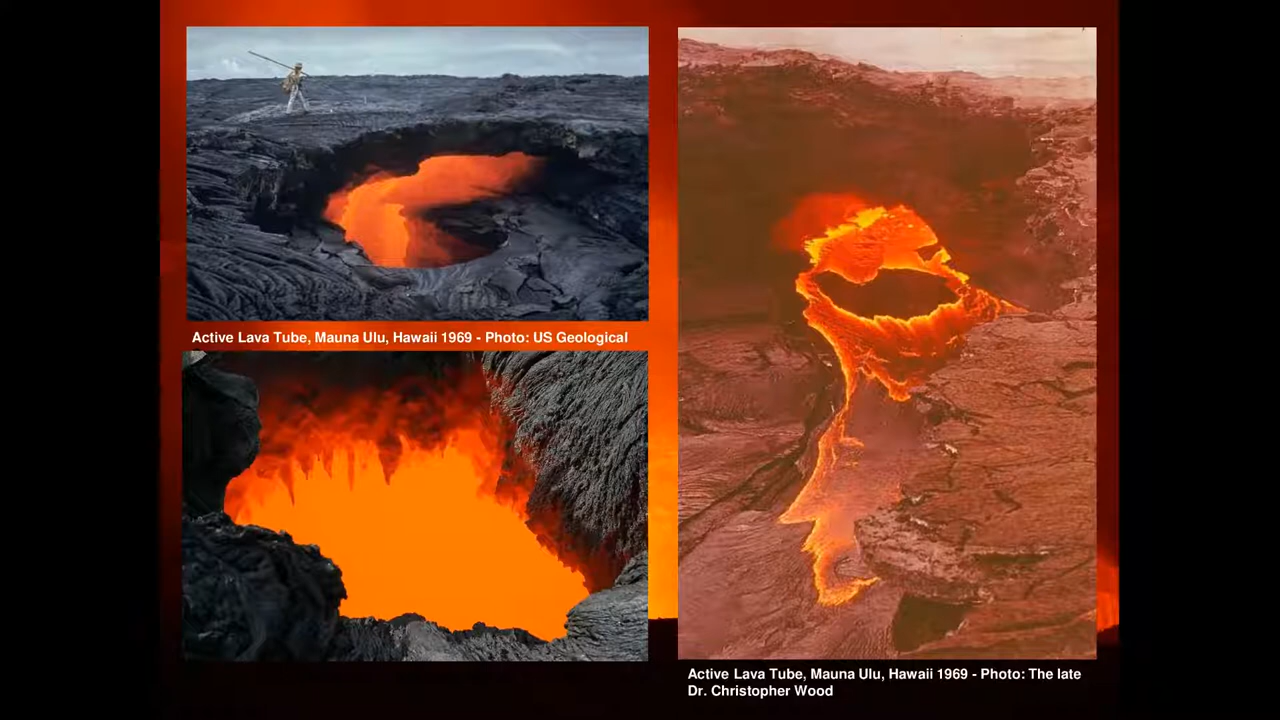 Active Lava Tube, Mauna Ulu, Hawaii 1969 - Photo: US Geological
Active Lava Tube, Mauna Ulu, Hawaii 1969 - Photo: The late
Dr. Christopher Wood